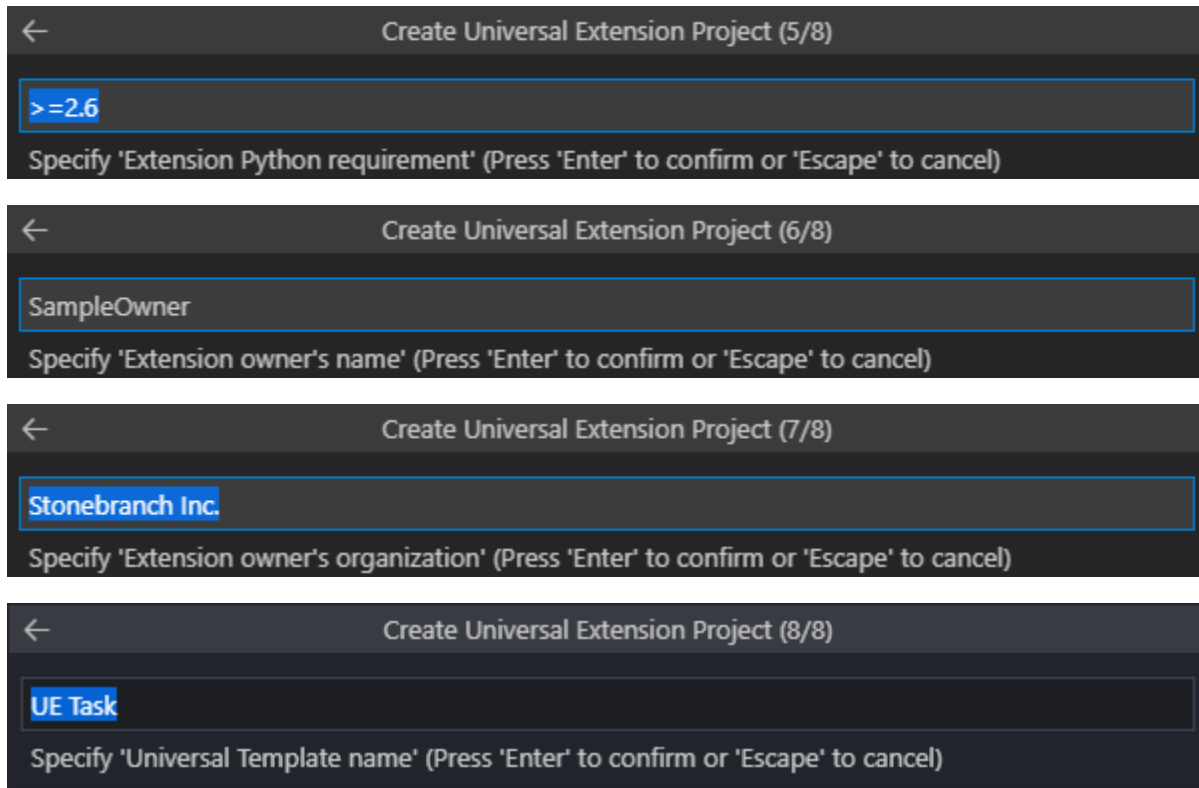 Create Universal Extension Project (5/8)
>=2.6
Specify 'Extension Python requirement' (Press 'Enter' to confirm or 'Escape' to cancel)
Create Universal Extension Project (6/8)
SampleOwner
Specify 'Extension owner's name' (Press 'Enter' to confirm or 'Escape' to cancel)
Create Universal Extension Project (7/8)
Stonebranch Inc.
Specify 'Extension owner's organization' (Press 'Enter' to confirm or 'Escape' to cancel)
Create Universal Extension Project (8/8)
UE Task
Specify 'Universal Template name' (Press 'Enter' to confirm or 'Escape' to cancel)